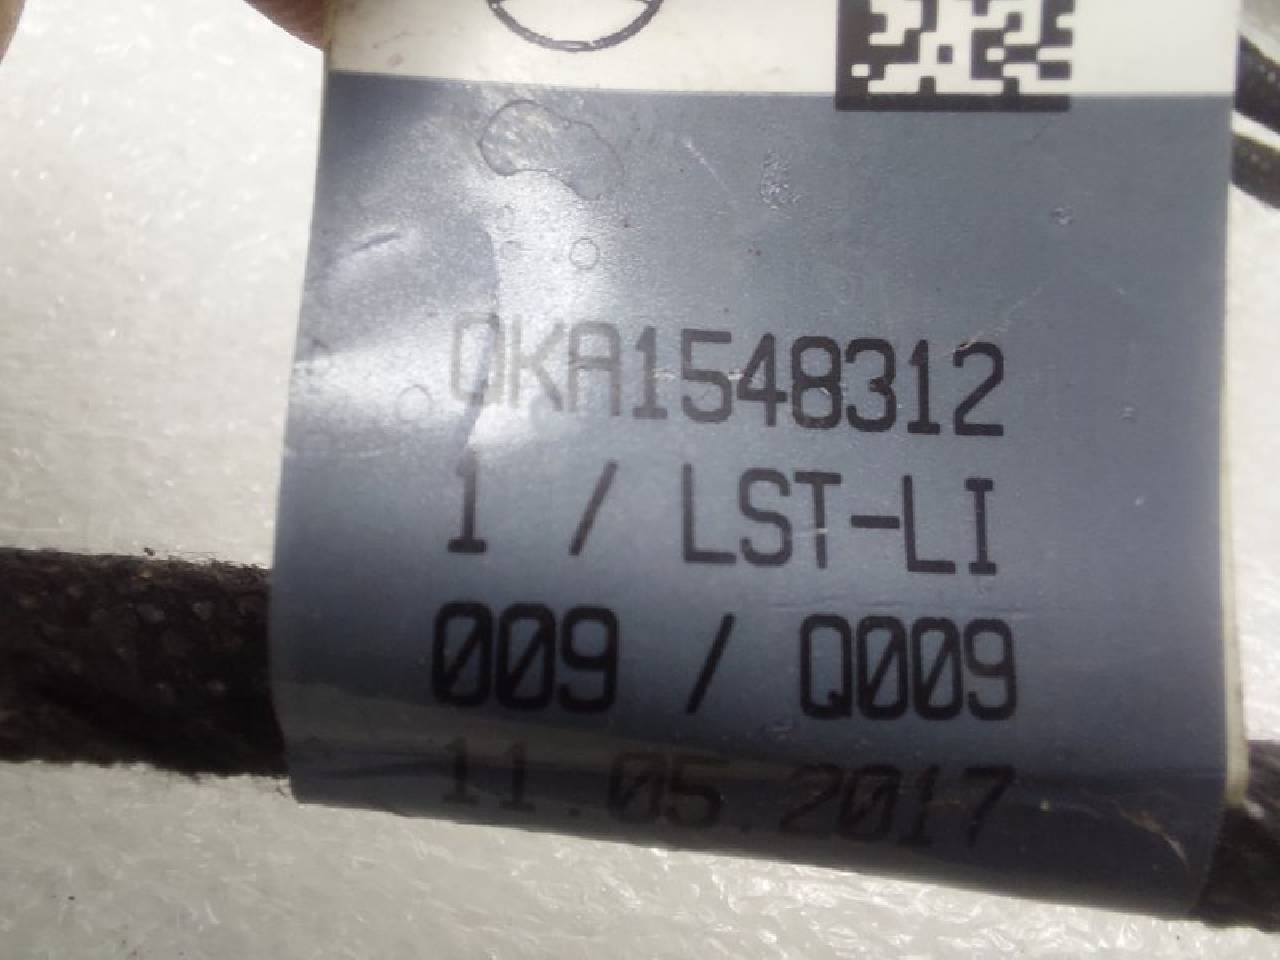 QKA1548312
1 / LST-LI
009 / Q009
11.05.2017